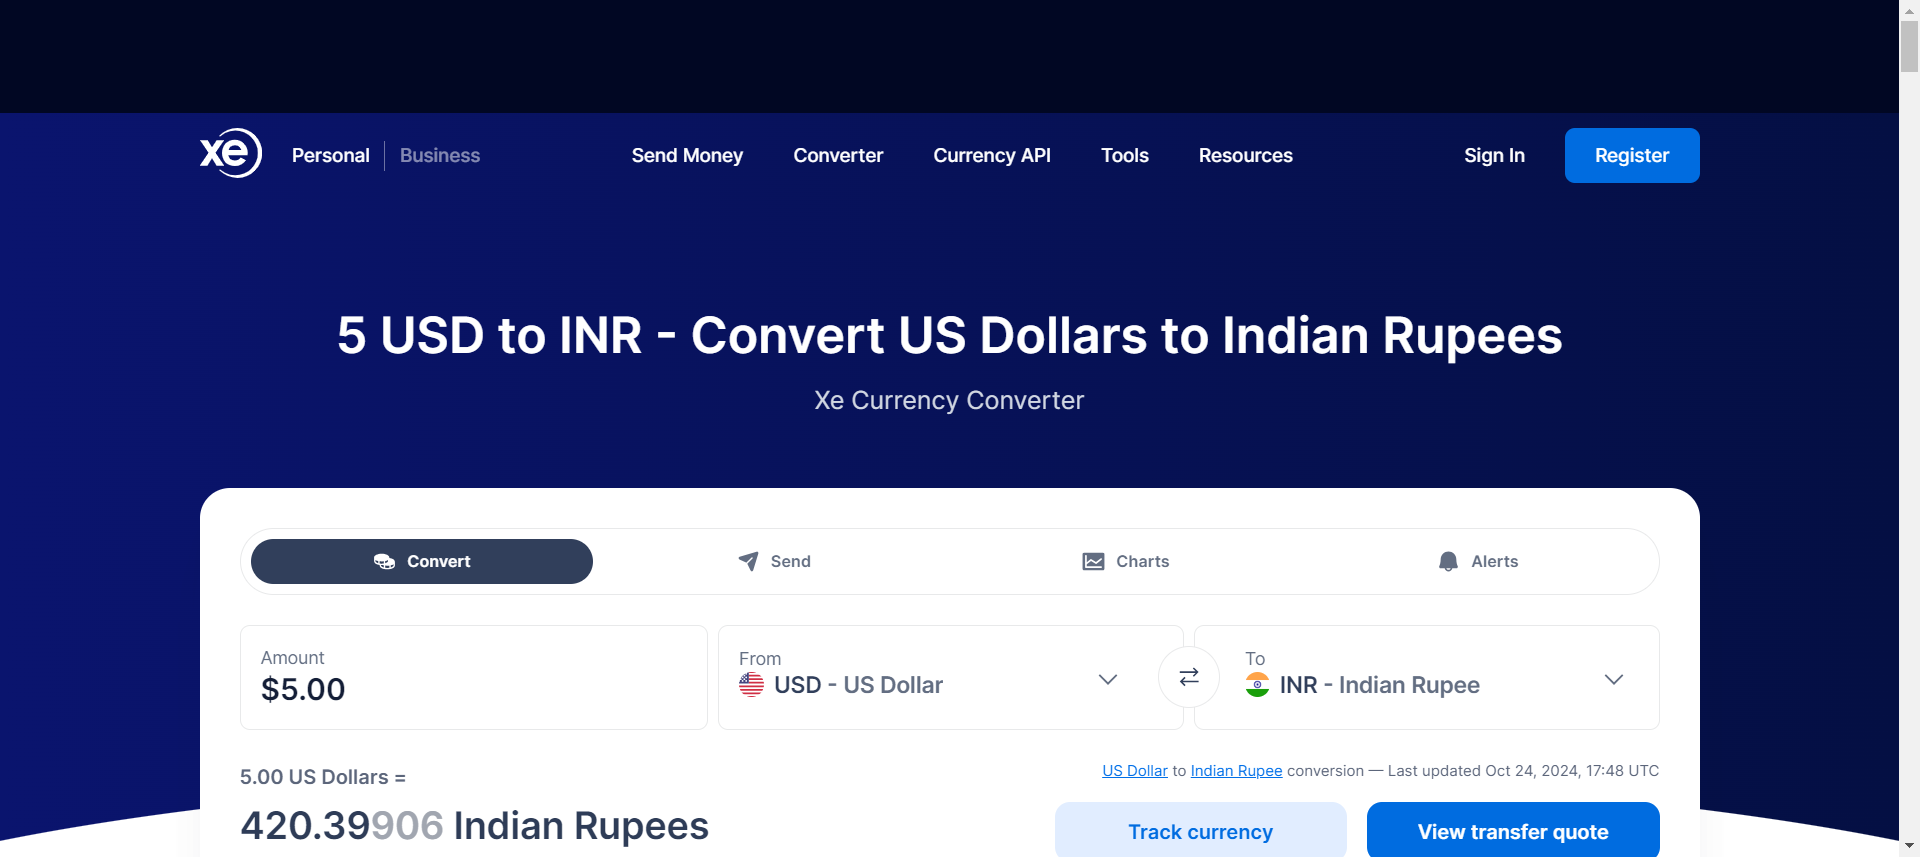 xe Personal Business Send Money Converter Currency API Tools Resources Sign In Register
5 USD to INR - Convert US Dollars to Indian Rupees
Xe Currency Converter
Convert Send Charts Alerts
Amount
$5.00
From
USD - US Dollar
To
INR - Indian Rupee
5.00 US Dollars =
420.39906 Indian Rupees
US Dollar to Indian Rupee conversion — Last updated Oct 24, 2024, 17:48 UTC
Track currency View transfer quote